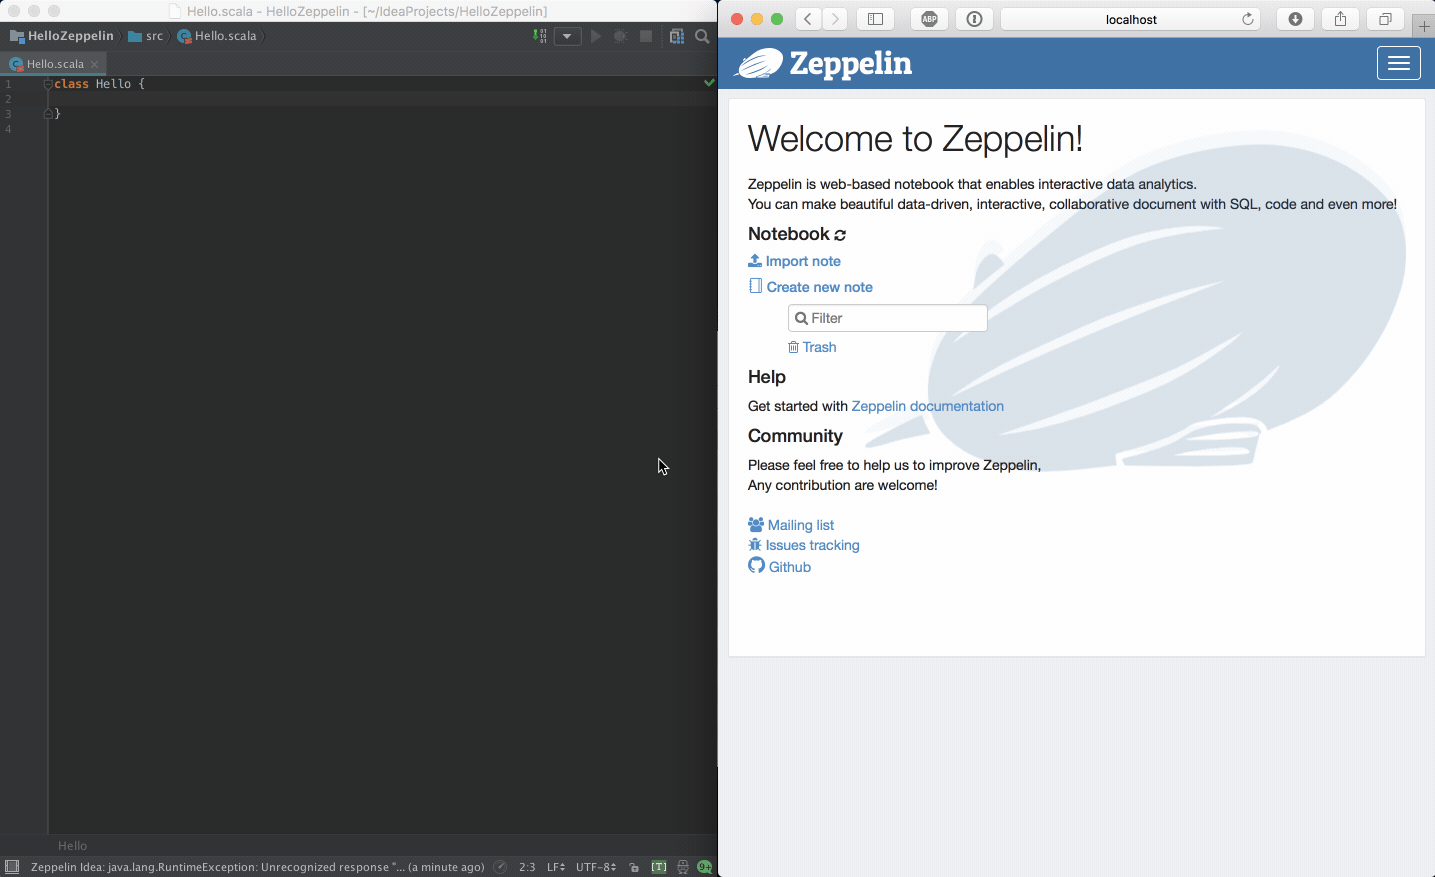 Hello.scala - HelloZeppelin - [~/IdeaProjects/HelloZeppelin]
HelloZeppelin
src
Hello.scala
Hello.scala
1 class Hello {
2
3 }
4
Hello
Zeppelin Idea: java.lang.RuntimeException: Unrecognized response "... (a minute ago)
2:3
LF
UTF-8
[T]
9+
ABP
localhost
Zeppelin
Welcome to Zeppelin!
Zeppelin is web-based notebook that enables interactive data analytics.
You can make beautiful data-driven, interactive, collaborative document with SQL, code and even more!
Notebook
Import note
Create new note
Filter
Trash
Help
Get started with Zeppelin documentation
Community
Please feel free to help us to improve Zeppelin,
Any contribution are welcome!
Mailing list
Issues tracking
Github